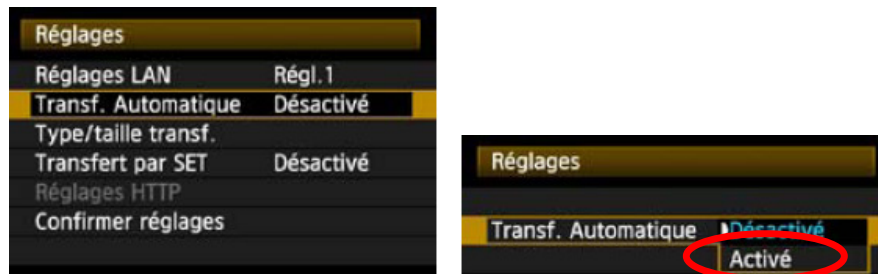 Réglages
Réglages LAN Régl.1
Transf. Automatique Désactivé
Type/taille transf.
Transfert par SET Désactivé
Réglages HTTP
Confirmer réglages
Réglages
Transf. Automatique Désactivé
Activé